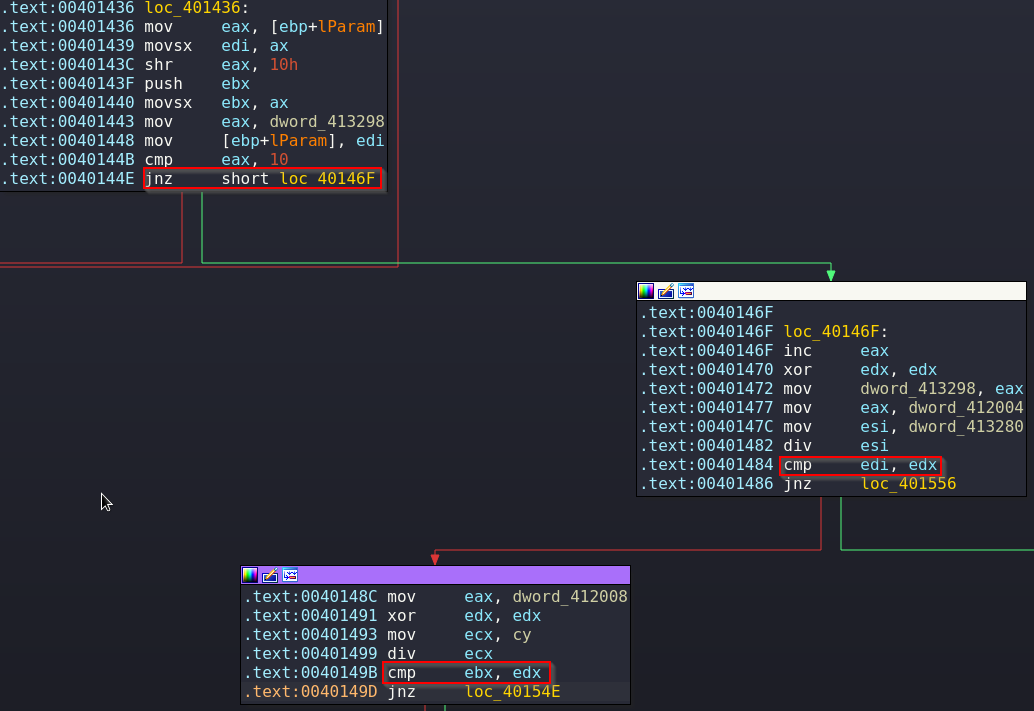 .text:00401436 loc_401436:
.text:00401436 mov eax, [ebp+lParam]
.text:00401439 movsx edi, ax
.text:0040143C shr eax, 10h
.text:0040143F push ebx
.text:00401440 movsx ebx, ax
.text:00401443 mov eax, dword_413298
.text:00401448 mov [ebp+lParam], edi
.text:0040144B cmp eax, 10
.text:0040144E jnz short loc_40146F
.text:0040146F
.text:0040146F loc_40146F:
.text:0040146F inc eax
.text:00401470 xor edx, edx
.text:00401472 mov dword_413298, eax
.text:00401477 mov eax, dword_412004
.text:0040147C mov esi, dword_413280
.text:00401482 div esi
.text:00401484 cmp edi, edx
.text:00401486 jnz loc_401556
.text:0040148C mov eax, dword_412008
.text:00401491 xor edx, edx
.text:00401493 mov ecx, cy
.text:00401499 div ecx
.text:0040149B cmp ebx, edx
.text:0040149D jnz loc_40154E